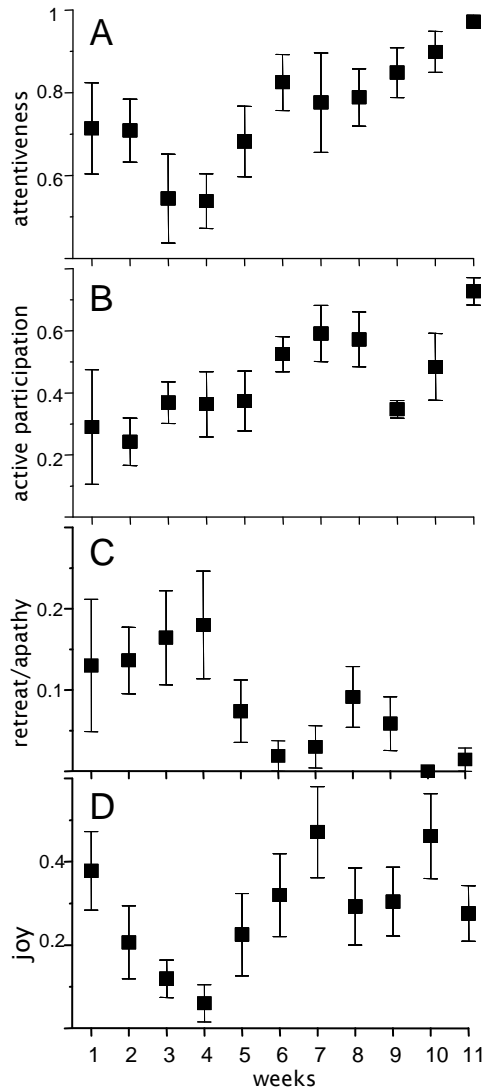 A
1
0.8
0.6
attentiveness
B
0.6
0.4
0.2
active participation
C
0.2
0.1
retreat/apathy
D
0.4
0.2
joy
1 2 3 4 5 6 7 8 9 10 11
weeks